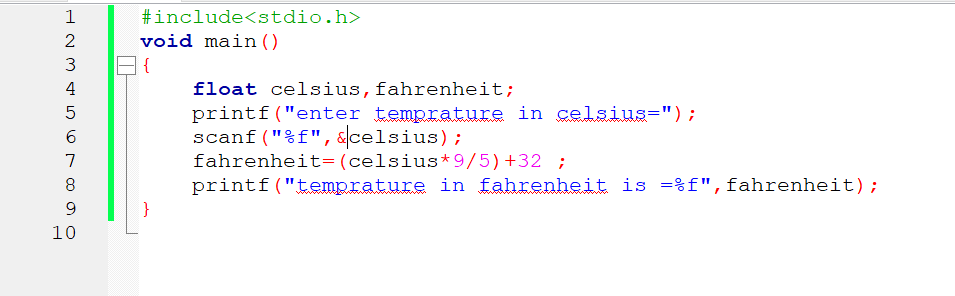 1 #include<stdio.h>
2 void main()
3 {
4 float celsius,fahrenheit;
5 printf("enter temprature in celsius=");
6 scanf("%f",&celsius);
7 fahrenheit=(celsius*9/5)+32 ;
8 printf("temprature in fahrenheit is =%f",fahrenheit);
9 }
10